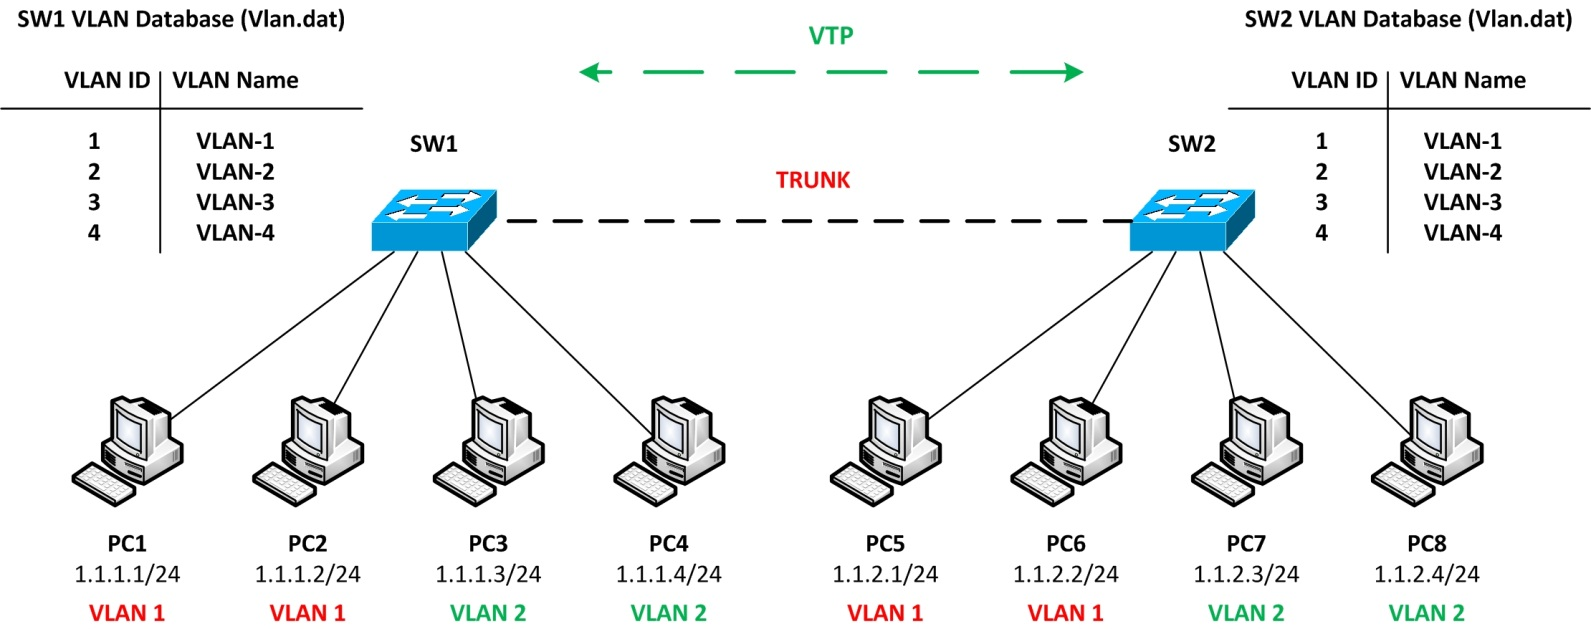 SW1 VLAN Database (Vlan.dat)
VLAN ID VLAN Name
1 VLAN-1
2 VLAN-2
3 VLAN-3
4 VLAN-4
VTP
SW2 VLAN Database (Vlan.dat)
VLAN ID VLAN Name
1 VLAN-1
2 VLAN-2
3 VLAN-3
4 VLAN-4
SW1
TRUNK
SW2
PC1
1.1.1.1/24
VLAN 1
PC2
1.1.1.2/24
VLAN 1
PC3
1.1.1.3/24
VLAN 2
PC4
1.1.1.4/24
VLAN 2
PC5
1.1.2.1/24
VLAN 1
PC6
1.1.2.2/24
VLAN 1
PC7
1.1.2.3/24
VLAN 2
PC8
1.1.2.4/24
VLAN 2